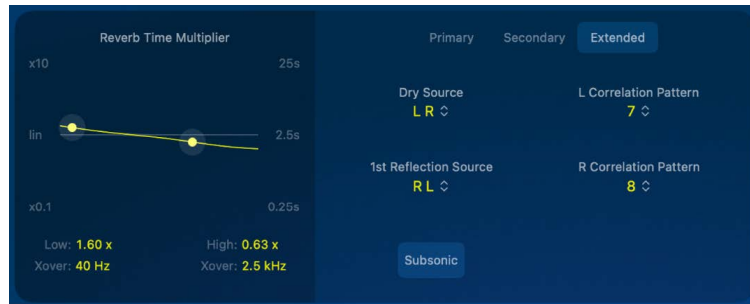 Reverb Time Multiplier
x10
25s
lin
2.5s
x0.1
0.25s
Low: 1.60 x
High: 0.63 x
Xover: 40 Hz
Xover: 2.5 kHz
Primary
Secondary
Extended
Dry Source
L R
L Correlation Pattern
7
1st Reflection Source
R L
R Correlation Pattern
8
Subsonic